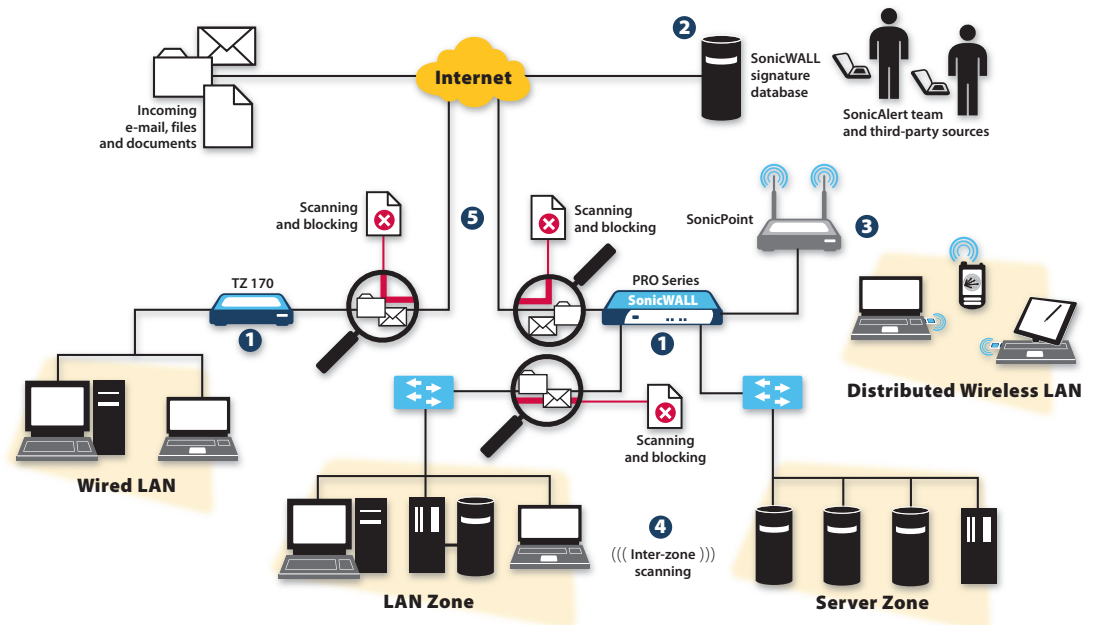 Internet
2
SonicWALL
signature
database
SonicAlert team
and third-party sources
Incoming
e-mail, files
and documents
Scanning
and blocking
5
Scanning
and blocking
SonicPoint
3
TZ 170
1
PRO Series
SonicWALL
1
Distributed Wireless LAN
Scanning
and blocking
Wired LAN
4
((( Inter-zone )))
scanning
LAN Zone
Server Zone